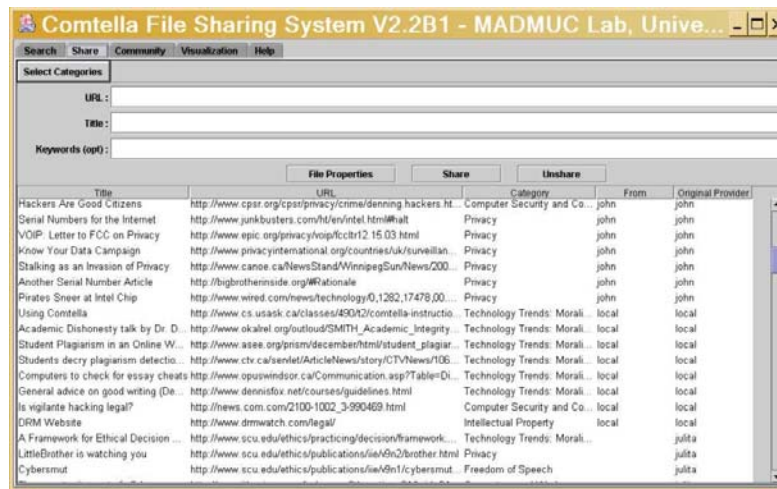 Comtella File Sharing System V2.2B1 - MADMUC Lab, Unive...
Search Share Community Visualization Help
Select Categories
URL :
Title :
Keywords (opt) :
File Properties Share Unshare
Title URL Category From Original Provider
Hackers Are Good Citizens http://www.cpsr.org/cpsr/privacy/crime/denning.hackers.ht... Computer Security and Co... john john
Serial Numbers for the Internet http://www.junkbusters.com/ht/en/intel.html#halt Privacy john john
VOIP: Letter to FCC on Privacy http://www.epic.org/privacy/voip/fccltr12.15.03.html Privacy john john
Know Your Data Campaign http://www.privacyinternational.org/countries/uk/surveillan... Privacy john john
Stalking as an Invasion of Privacy http://www.canoe.ca/NewsStand/WinnipegSun/News/200... Privacy john john
Another Serial Number Article http://bigbrotherinside.org/#Rationale Privacy john john
Pirates Sneer at Intel Chip http://www.wired.com/news/technology/0,1282,17478,00.... Privacy john john
Using Comtella http://www.cs.usask.ca/classes/490/t2/comtella-instructio... Technology Trends: Morali... local local
Academic Dishonesty talk by Dr. D... http://www.okalrel.org/outloud/SMITH_Academic_Integrity... Technology Trends: Morali... local local
Student Plagiarism in an Online W... http://www.asee.org/prism/december/html/student_plagiar... Technology Trends: Morali... local local
Students decry plagiarism detectio... http://www.ctv.ca/servlet/ArticleNews/story/CTVNews/106... Technology Trends: Morali... local local
Computers to check for essay cheats http://www.opuswindsor.ca/Communication.asp?Table=Di... Technology Trends: Morali... local local
General advice on good writing (De... http://www.dennisfox.net/courses/guidelines.html Technology Trends: Morali... local local
Is vigilante hacking legal? http://news.com.com/2100-1002_3-990469.html Computer Security and Co... local local
DRM Website http://www.drmwatch.com/legal/ Intellectual Property local local
A Framework for Ethical Decision ... http://www.scu.edu/ethics/practicing/decision/framework.... Technology Trends: Morali... julita
LittleBrother is watching you http://www.scu.edu/ethics/publications/iie/v9n2/brother.html Privacy julita
Cybersmut http://www.scu.edu/ethics/publications/iie/v9n1/cybersmut... Freedom of Speech julita